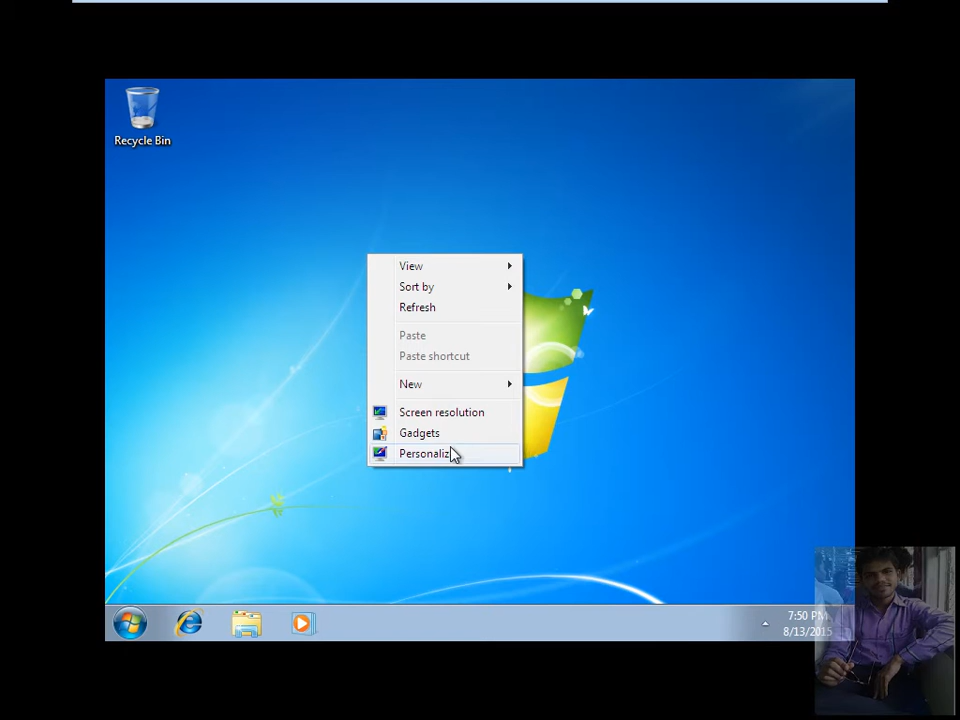 Recycle Bin
View
Sort by
Refresh
Paste
Paste shortcut
New
Screen resolution
Gadgets
Personaliz
7:50 PM
8/13/2015